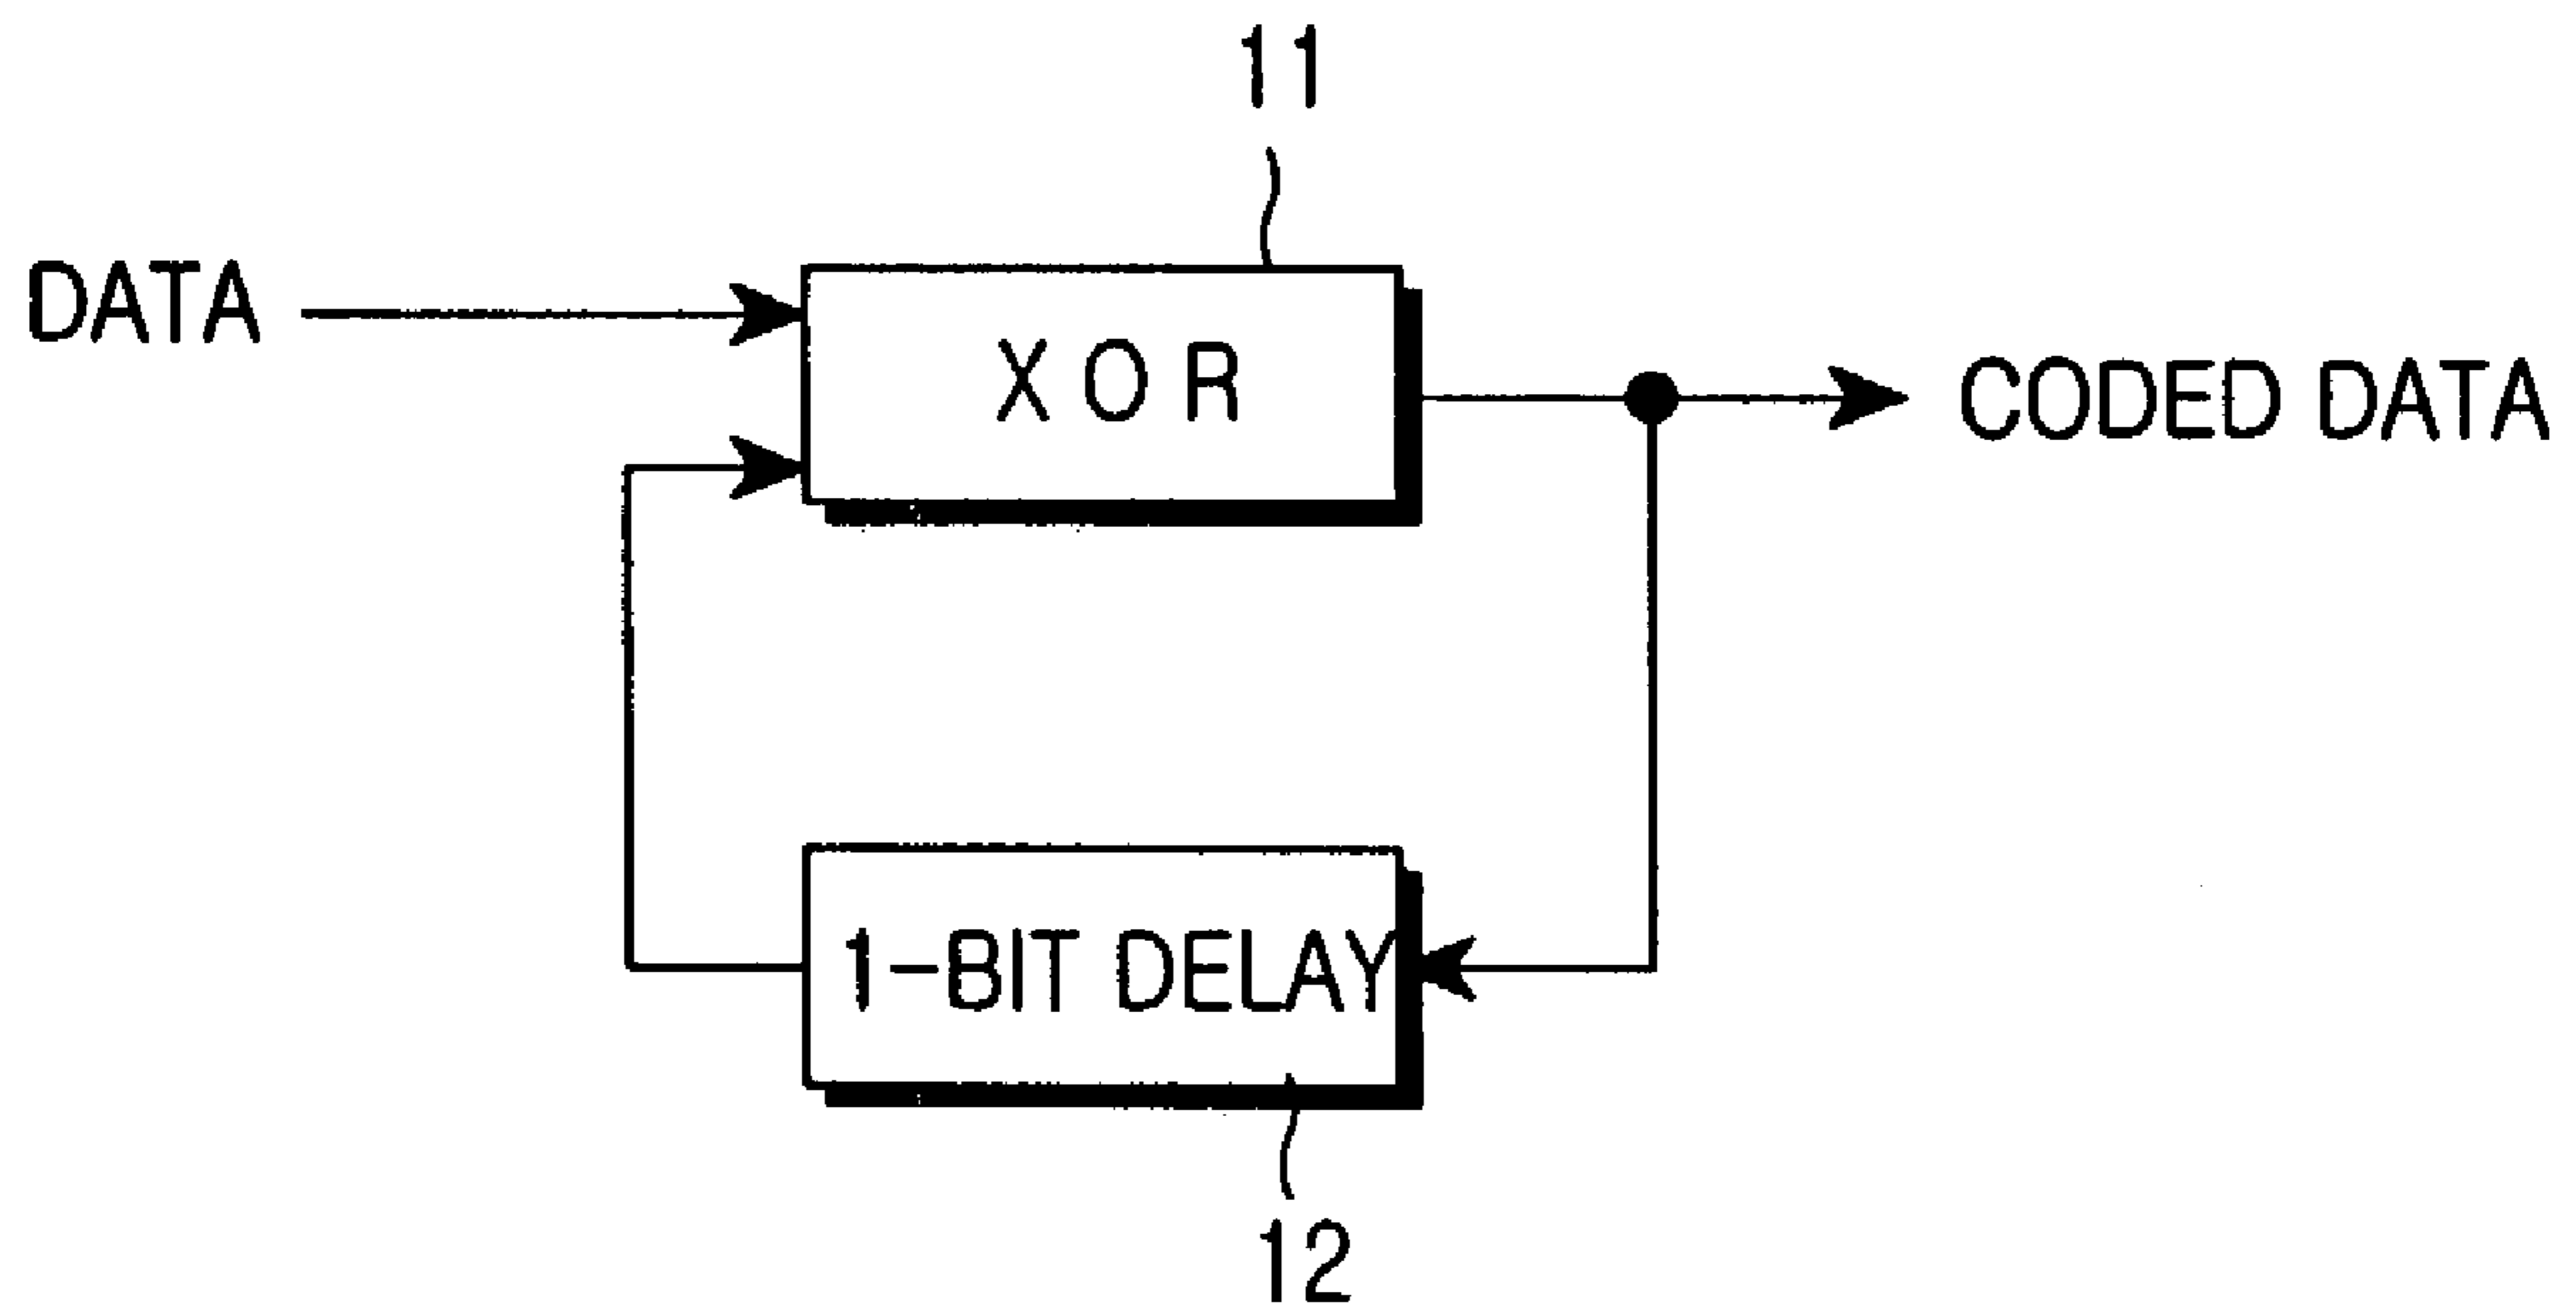 11
DATA
XOR
CODED DATA
1-BIT DELAY
12